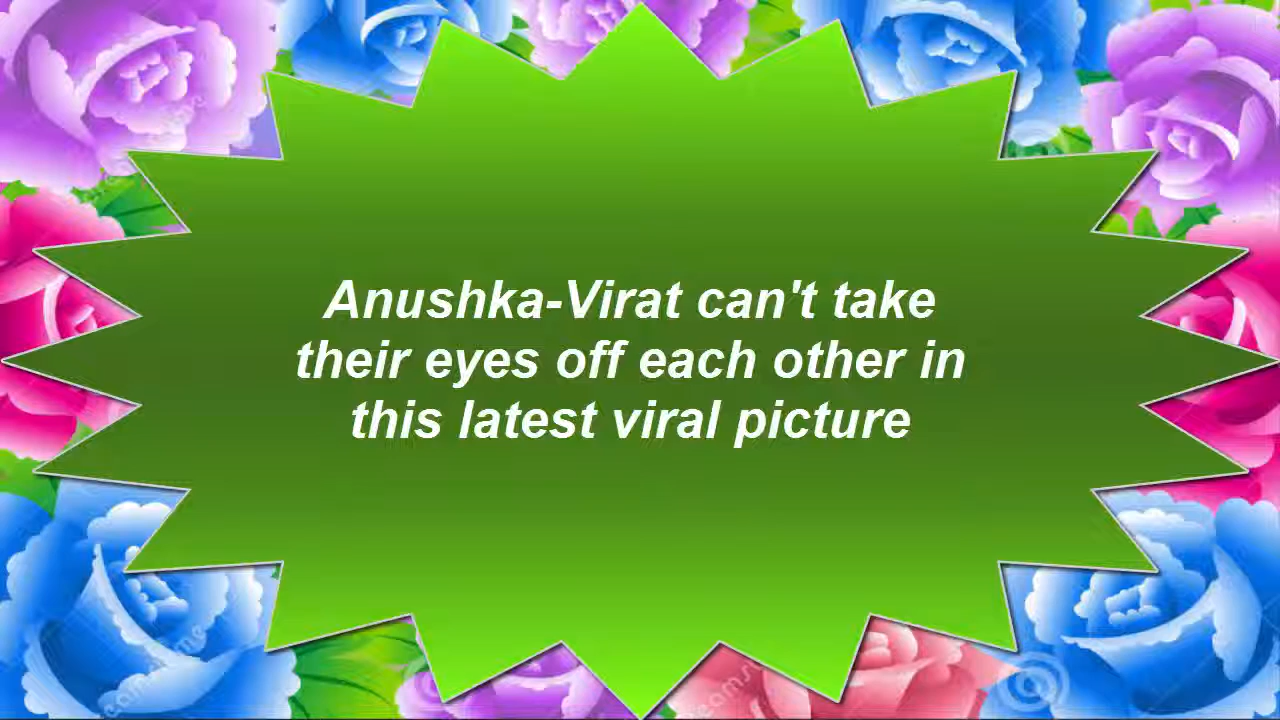 Anushka-Virat can't take
their eyes off each other in
this latest viral picture